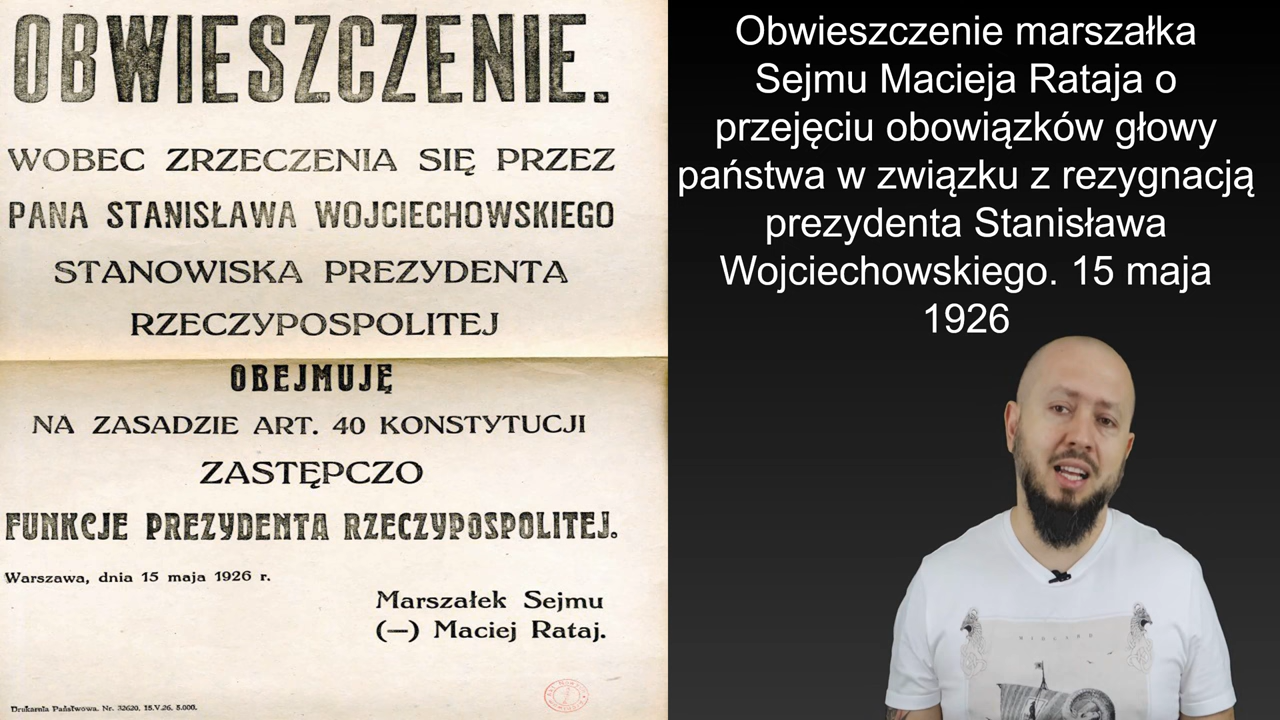 OBWIESZCZENIE.
WOBEC ZRZECZENIA SIĘ PRZEZ
PANA STANISŁAWA WOJCIECHOWSKIEGO
STANOWISKA PREZYDENTA
RZECZYPOSPOLITEJ
OBEJMUJĘ
NA ZASADZIE ART. 40 KONSTYTUCJI
ZASTĘPCZO
FUNKCJE PREZYDENTA RZECZYPOSPOLITEJ.
Warszawa, dnia 15 maja 1926 r.
Marszałek Sejmu
(—) Maciej Rataj.
Drukarnia Państwowa. Nr. 32620. 15.V.26. 5.000.
Obwieszczenie marszałka
Sejmu Macieja Rataja o
przejęciu obowiązków głowy
państwa w związku z rezygnacją
prezydenta Stanisława
Wojciechowskiego. 15 maja
1926
MIDGARD